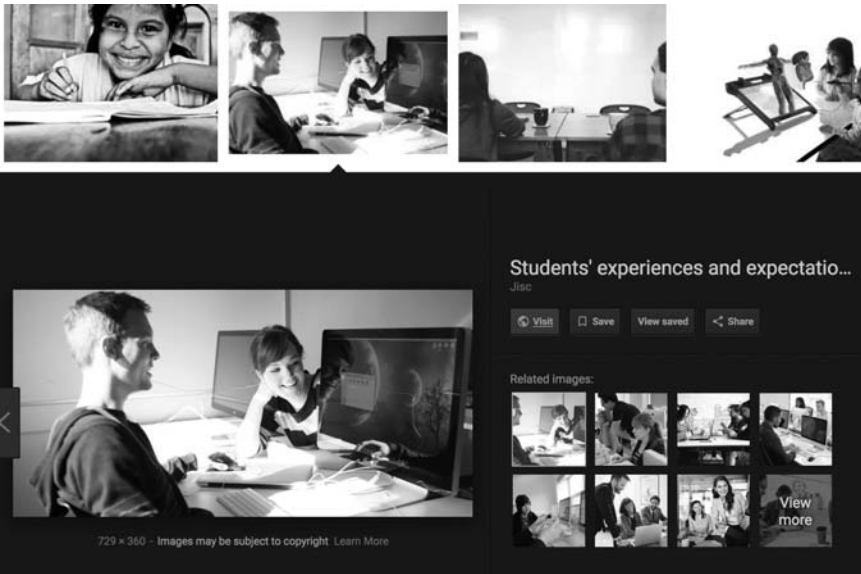 Students' experiences and expectatio...
Jisc
Visit Save View saved Share
Related images:
View
more
729 × 360 - Images may be subject to copyright Learn More